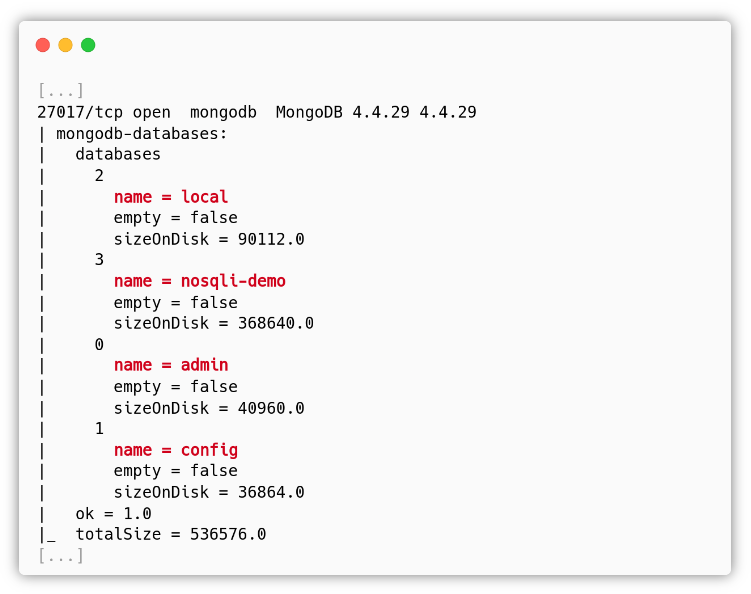 [...]
27017/tcp open  mongodb  MongoDB 4.4.29 4.4.29
| mongodb-databases:
|   databases
|     2
|       name = local
|       empty = false
|       sizeOnDisk = 90112.0
|     3
|       name = nosqli-demo
|       empty = false
|       sizeOnDisk = 368640.0
|     0
|       name = admin
|       empty = false
|       sizeOnDisk = 40960.0
|     1
|       name = config
|       empty = false
|       sizeOnDisk = 36864.0
|   ok = 1.0
|_  totalSize = 536576.0
[...]